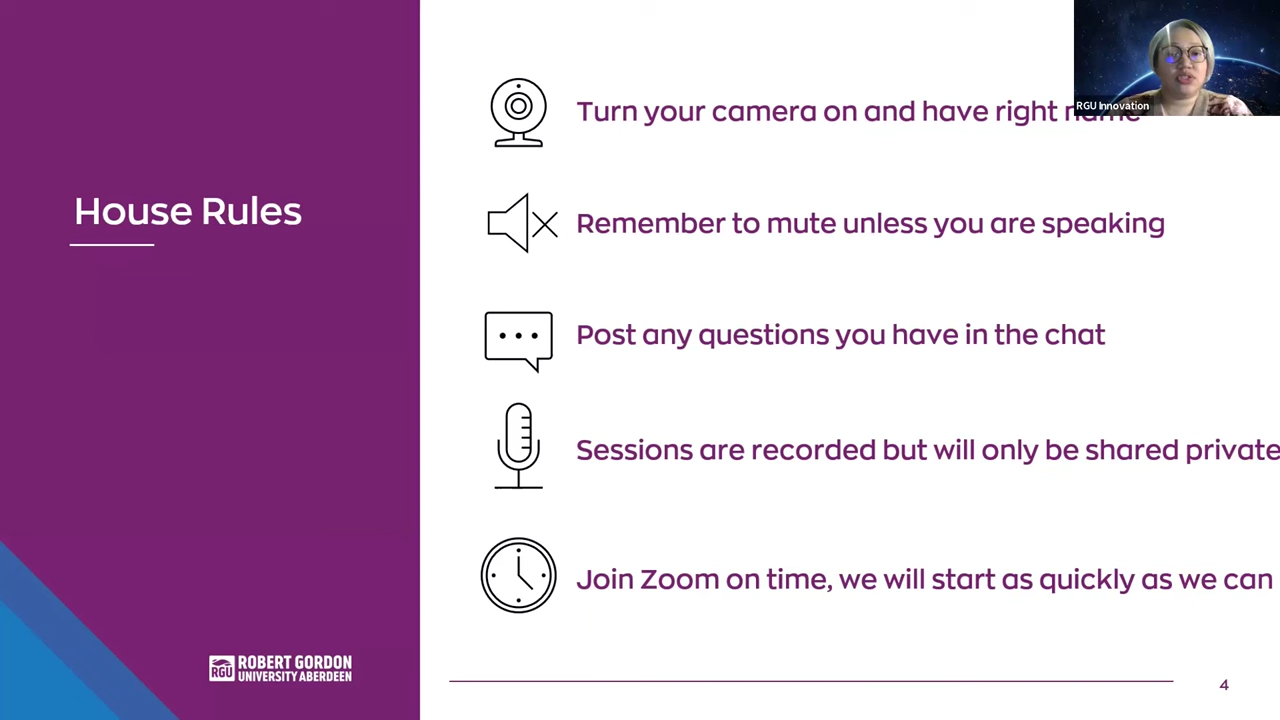 House Rules
Turn your camera on and have right name
RGU Innovation
Remember to mute unless you are speaking
Post any questions you have in the chat
Sessions are recorded but will only be shared private
Join Zoom on time, we will start as quickly as we can
RGU
ROBERT GORDON
UNIVERSITY ABERDEEN
4